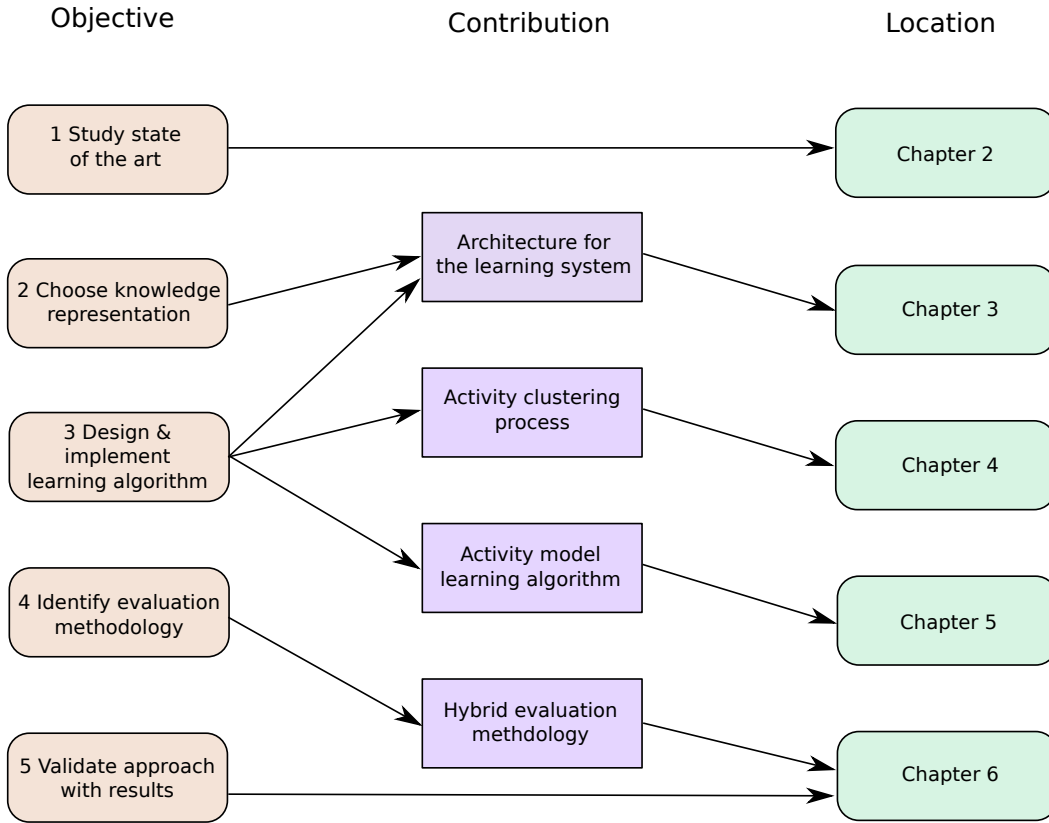 Objective
Contribution
Location
1 Study state
of the art
Chapter 2
Architecture for
the learning system
2 Choose knowledge
representation
Chapter 3
Activity clustering
process
3 Design &
implement
learning algorithm
Chapter 4
Activity model
learning algorithm
4 Identify evaluation
methodology
Chapter 5
Hybrid evaluation
methdology
5 Validate approach
with results
Chapter 6